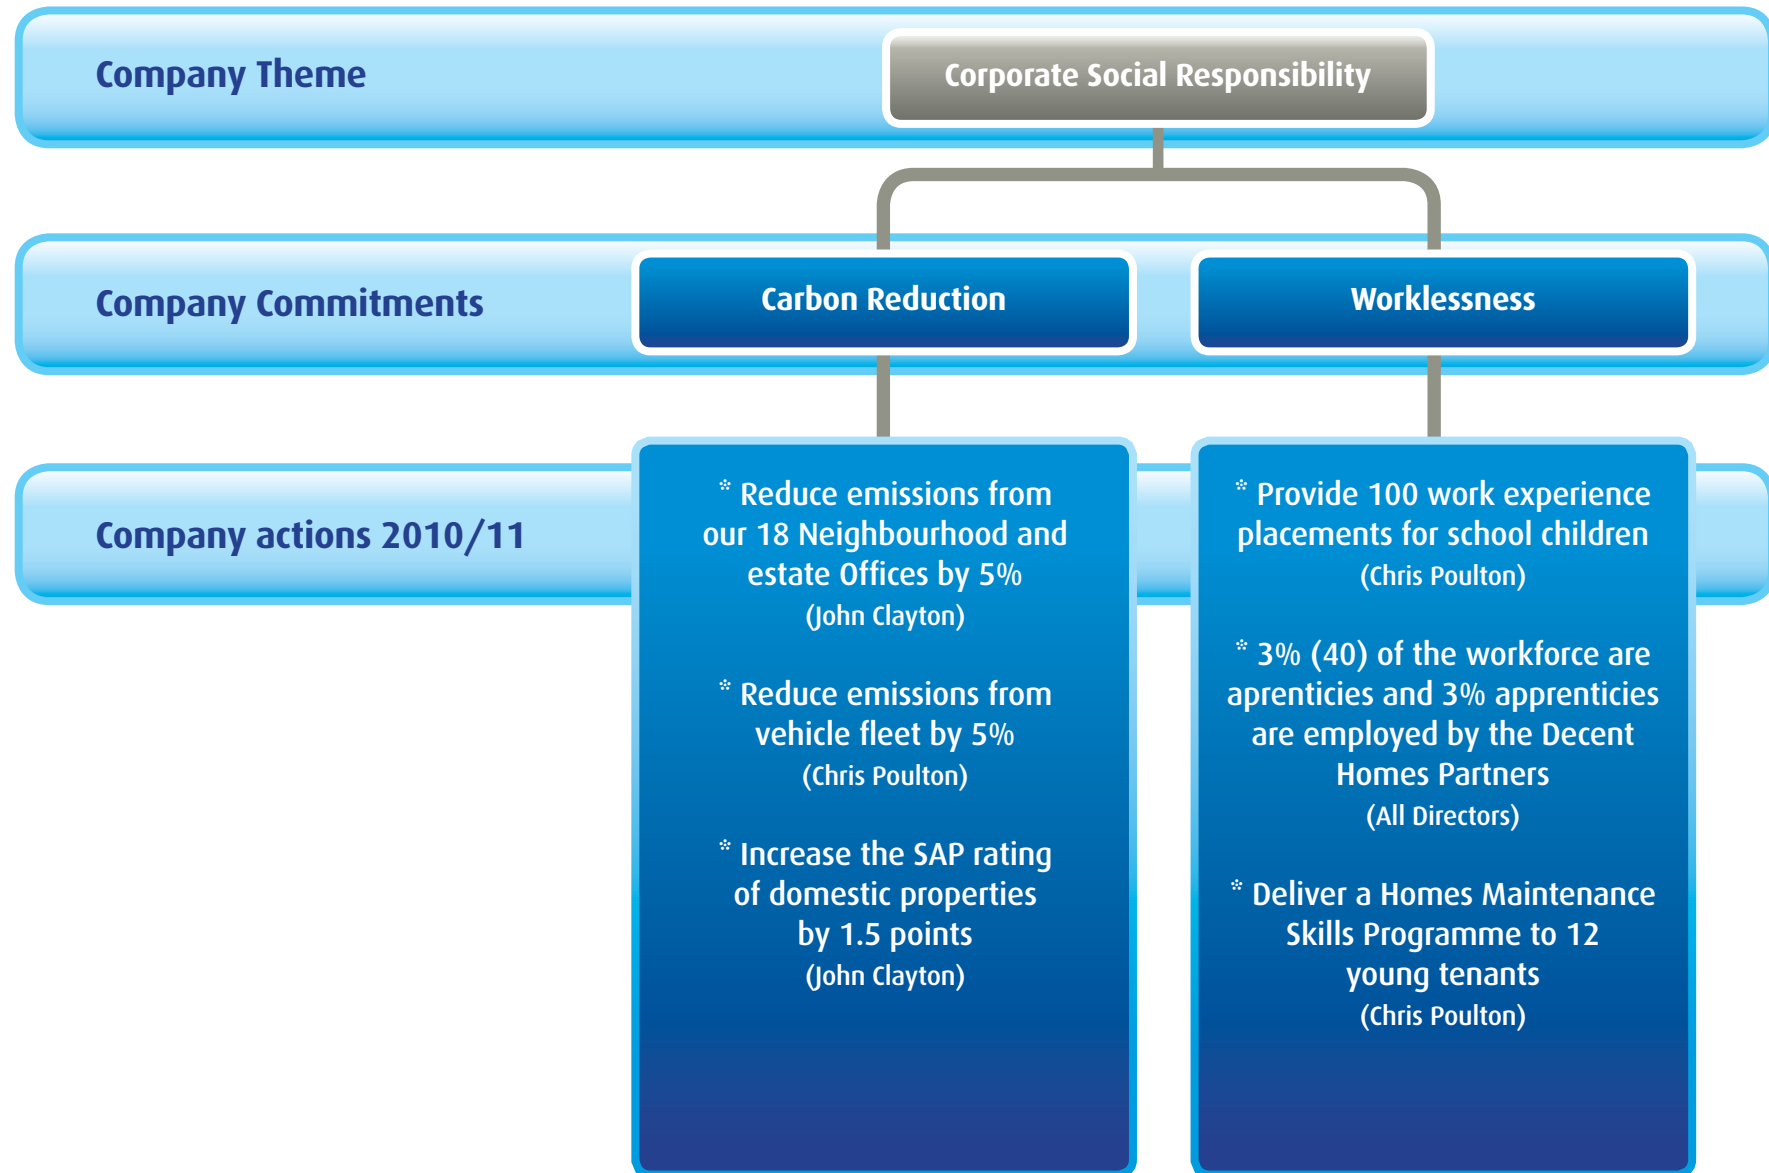 Company Theme
Corporate Social Responsibility
Company Commitments
Carbon Reduction
Worklessness
Company actions 2010/11
* Reduce emissions from
our 18 Neighbourhood and
estate Offices by 5%
(John Clayton)
* Reduce emissions from
vehicle fleet by 5%
(Chris Poulton)
* Increase the SAP rating
of domestic properties
by 1.5 points
(John Clayton)
* Provide 100 work experience
placements for school children
(Chris Poulton)
* 3% (40) of the workforce are
aprenticies and 3% apprenticies
are employed by the Decent
Homes Partners
(All Directors)
* Deliver a Homes Maintenance
Skills Programme to 12
young tenants
(Chris Poulton)